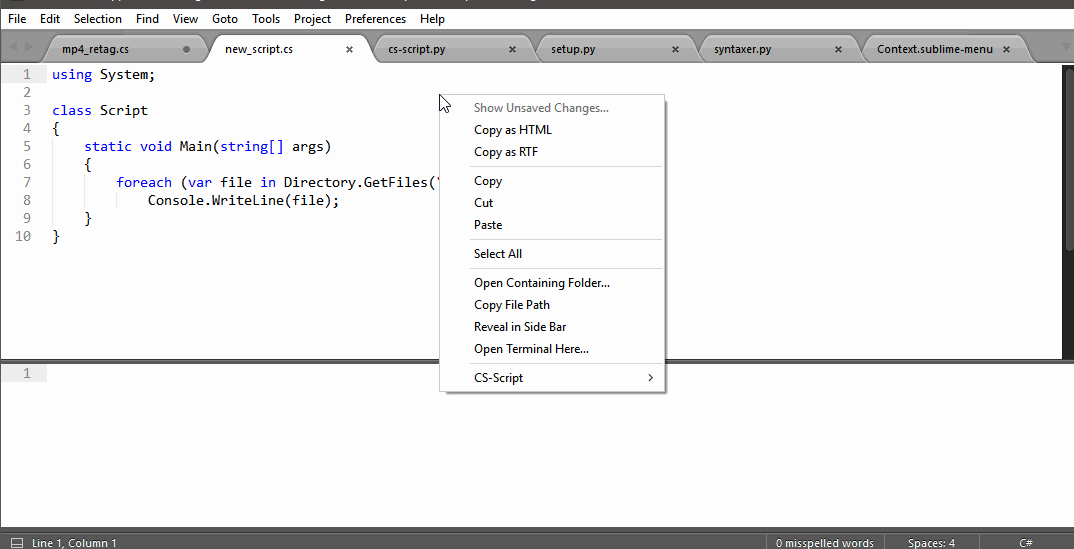 File Edit Selection Find View Goto Tools Project Preferences Help
mp4_retag.cs new_script.cs cs-script.py setup.py syntaxer.py Context.sublime-menu
1 using System;
2
3 class Script
4 {
5 static void Main(string[] args)
6 {
7 foreach (var file in Directory.GetFiles("
8 Console.WriteLine(file);
9 }
10 }
Show Unsaved Changes...
Copy as HTML
Copy as RTF
Copy
Cut
Paste
Select All
Open Containing Folder...
Copy File Path
Reveal in Side Bar
Open Terminal Here...
CS-Script
1
Line 1, Column 1 0 misspelled words Spaces: 4 C#